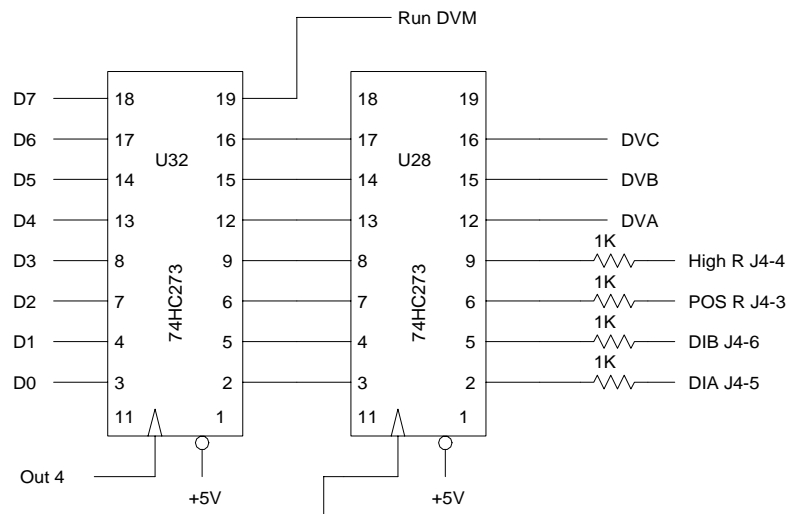 Run DVM
D7 18 19 18 19
D6 17 16 17 16 DVC
U32 U28
D5 14 15 14 15 DVB
D4 13 12 13 12 DVA
1K
D3 8 9 8 9 High R J4-4
1K
D2 7 6 7 6 POS R J4-3
1K
D1 4 5 4 5 DIB J4-6
1K
D0 3 2 3 2 DIA J4-5
74HC273 74HC273
11 1 11 1
Out 4
+5V +5V